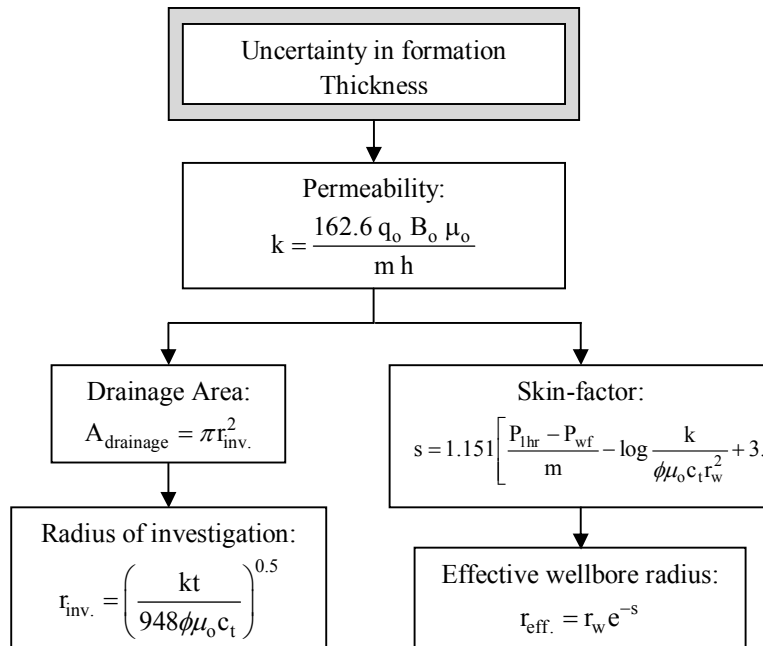 Uncertainty in formation
Thickness
Permeability:
k = 162.6 q_o B_o μ_o / m h
Drainage Area:
A_drainage = πr_inv.^2
Radius of investigation:
r_inv. = (kt / 948ϕμ_o c_t)^0.5
Skin-factor:
s = 1.151[P_1hr − P_wf / m − log k / ϕμ_o c_t r_w^2 + 3.
Effective wellbore radius:
r_eff. = r_w e^−s